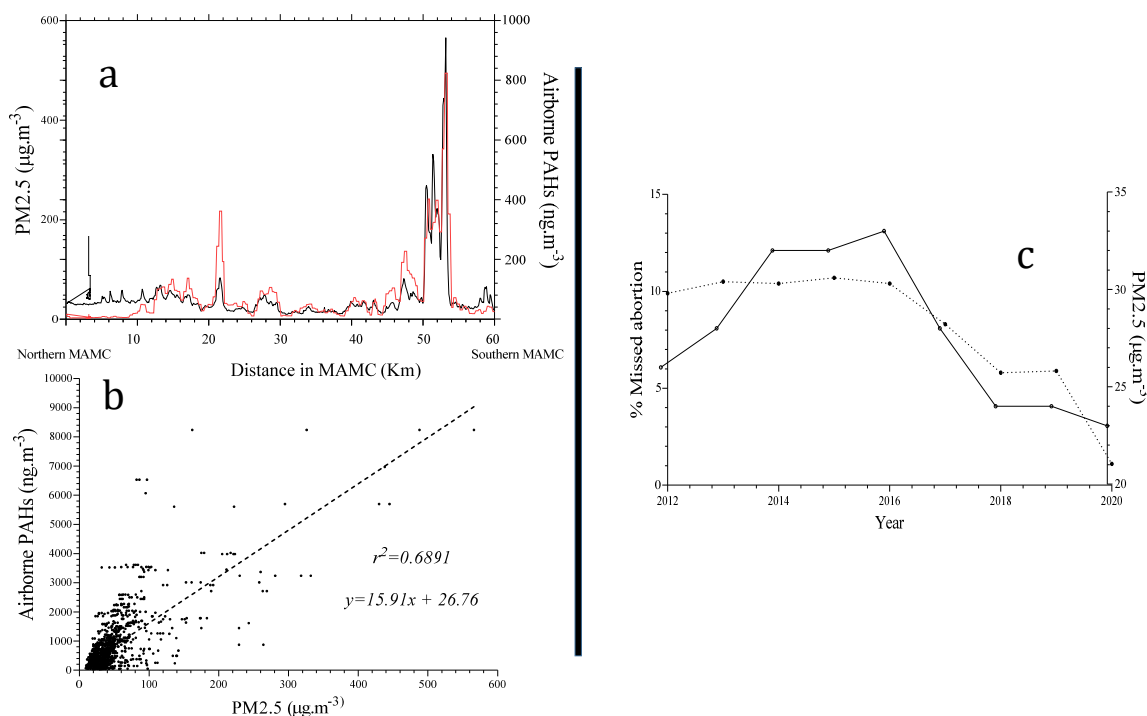 a
600
400
200
0
PM2.5 (µg.m-3)
1000
800
600
400
200
Airborne PAHs (ng.m-3)
0 10 20 30 40 50 60
Northern MAMC
Southern MAMC
Distance in MAMC (Km)
b
10000
9000
8000
7000
6000
5000
4000
3000
2000
1000
0
Airborne PAHs (ng.m-3)
r2=0.6891
y=15.91x + 26.76
0 100 200 300 400 500 600
PM2.5 (µg.m-3)
c
15
10
5
0
% Missed abortion
35
30
25
20
PM2.5 (µg.m-3)
2012 2014 2016 2018 2020
Year